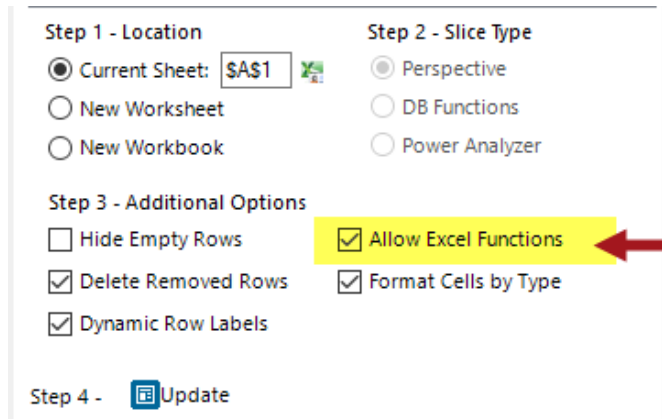 Step 1 - Location
Step 2 - Slice Type
Current Sheet: $A$1
Perspective
New Worksheet
DB Functions
New Workbook
Power Analyzer
Step 3 - Additional Options
Hide Empty Rows
Allow Excel Functions
Delete Removed Rows
Format Cells by Type
Dynamic Row Labels
Step 4 - Update